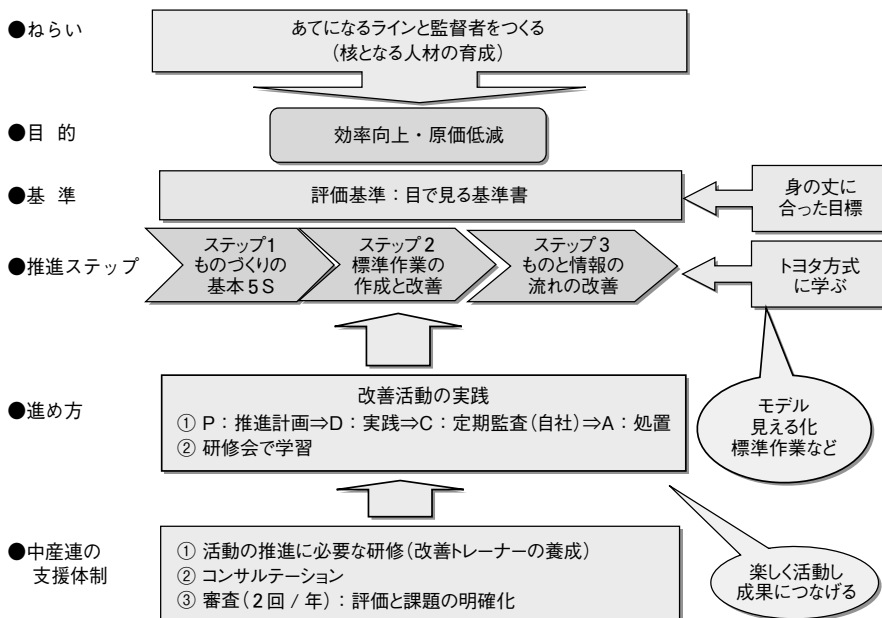 ●ねらい
あてになるラインと監督者をつくる
(核となる人材の育成)
●目 的
効率向上・原価低減
●基 準
評価基準：目で見る基準書
身の丈に
合った目標
●推進ステップ
ステップ1
ものづくりの
基本5S
ステップ2
標準作業の
作成と改善
ステップ3
ものと情報の
流れの改善
トヨタ方式
に学ぶ
●進め方
改善活動の実践
① P：推進計画⇒D：実践⇒C：定期監査(自社)⇒A：処置
② 研修会で学習
モデル
見える化
標準作業など
●中産連の
支援体制
① 活動の推進に必要な研修(改善トレーナーの養成)
② コンサルテーション
③ 審査(2回/年)：評価と課題の明確化
楽しく活動し
成果につなげる